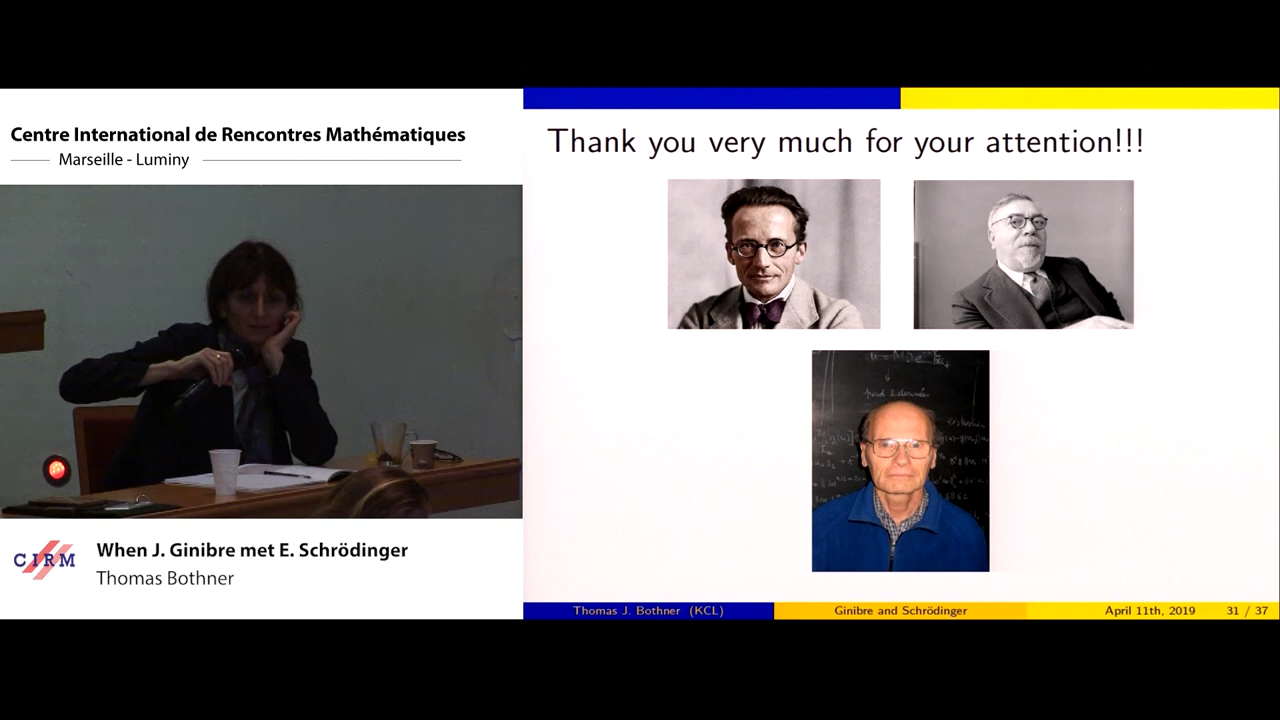 Centre International de Rencontres Mathématiques
Marseille - Luminy
Thank you very much for your attention!!!
CIRM
When J. Ginibre met E. Schrödinger
Thomas Bothner
Thomas J. Bothner (KCL)
Ginibre and Schrödinger
April 11th, 2019
31 / 37